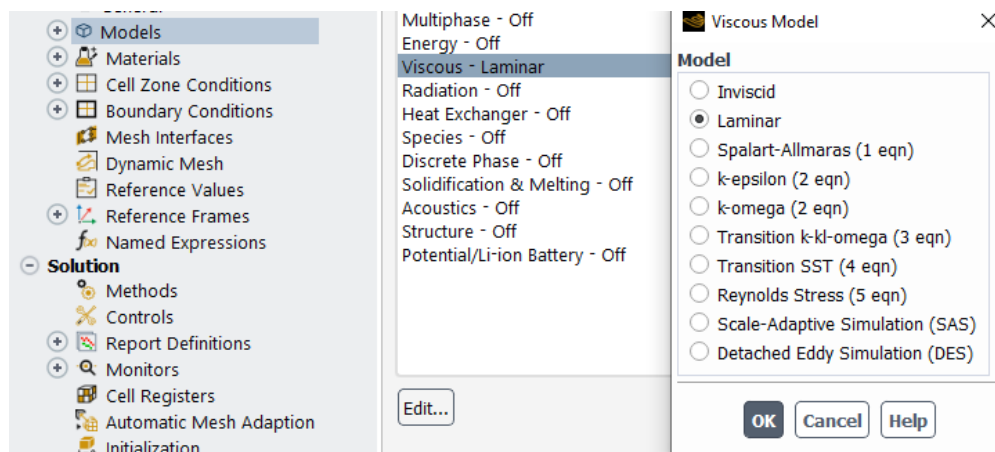 General
Models
Materials
Cell Zone Conditions
Boundary Conditions
Mesh Interfaces
Dynamic Mesh
Reference Values
Reference Frames
fx Named Expressions
Solution
Methods
Controls
Report Definitions
Monitors
Cell Registers
Automatic Mesh Adaption
Initialization
Multiphase - Off
Energy - Off
Viscous - Laminar
Radiation - Off
Heat Exchanger - Off
Species - Off
Discrete Phase - Off
Solidification & Melting - Off
Acoustics - Off
Structure - Off
Potential/Li-ion Battery - Off
Edit...
Viscous Model
Model
Inviscid
Laminar
Spalart-Allmaras (1 eqn)
k-epsilon (2 eqn)
k-omega (2 eqn)
Transition k-kl-omega (3 eqn)
Transition SST (4 eqn)
Reynolds Stress (5 eqn)
Scale-Adaptive Simulation (SAS)
Detached Eddy Simulation (DES)
OK Cancel Help